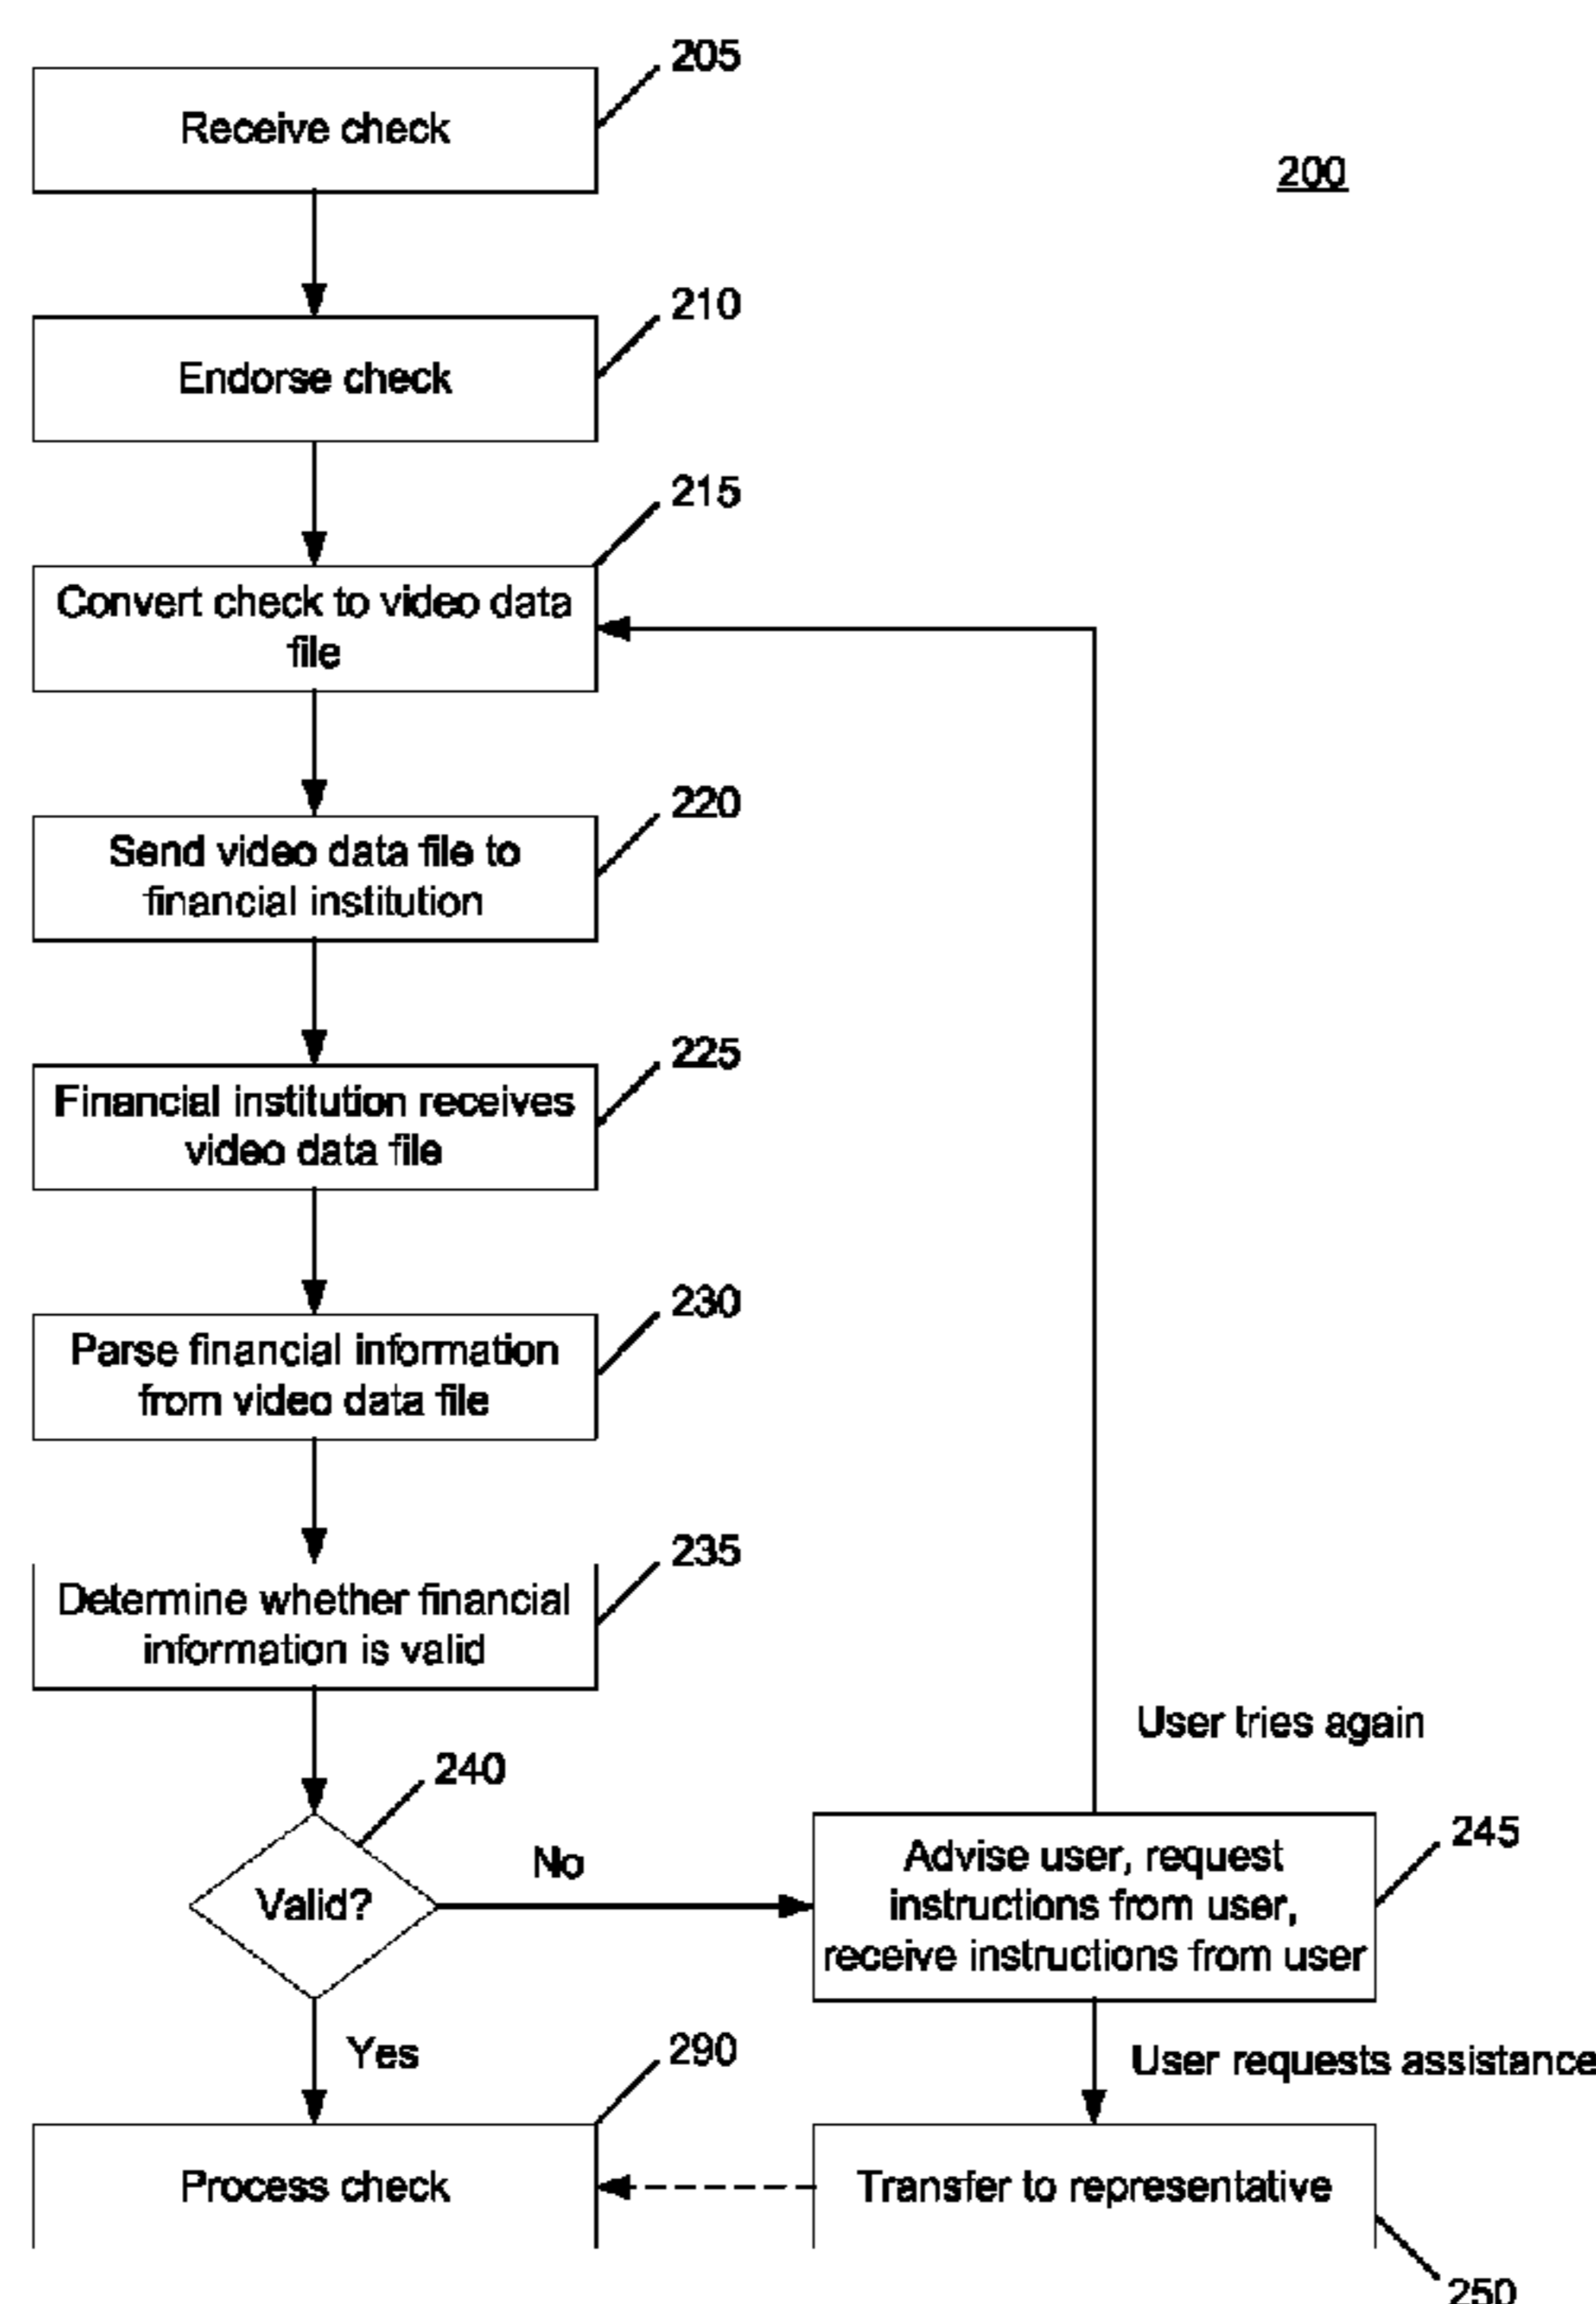 205
Receive check
200
210
Endorse check
215
Convert check to video data
file
220
Send video data file to
financial institution
225
Financial institution receives
video data file
230
Parse financial information
from video data file
235
Determine whether financial
information is valid
User tries again
240
Valid?
No
245
Advise user, request
instructions from user,
receive instructions from user
Yes
290
User requests assistance
Process check
Transfer to representative
250